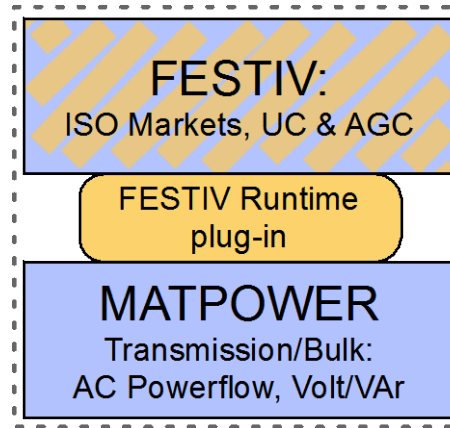 FESTIV:
ISO Markets, UC & AGC
FESTIV Runtime
plug-in
MATPOWER
Transmission/Bulk:
AC Powerflow, Volt/VAr